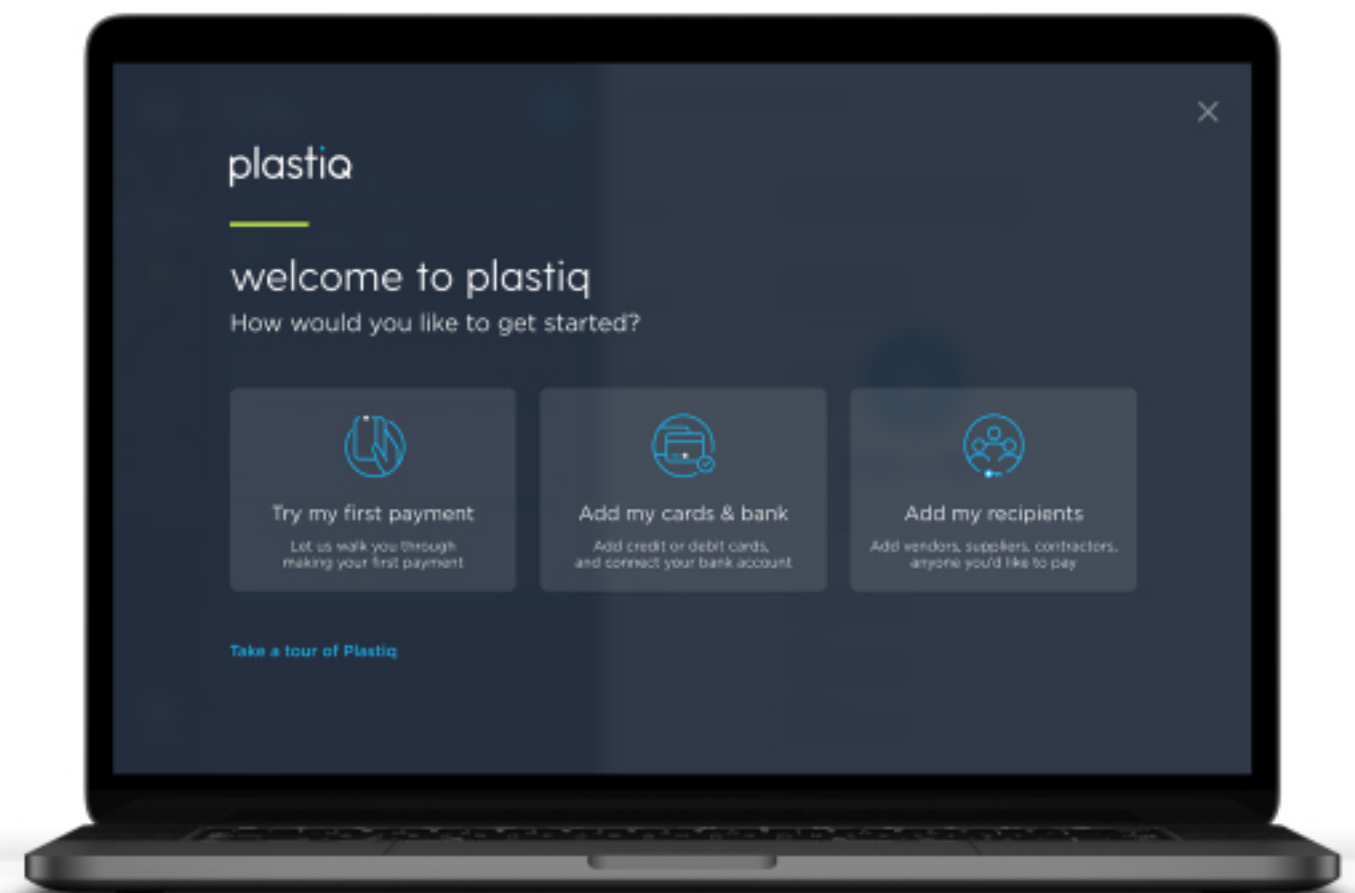 plastiq
welcome to plastiq
How would you like to get started?
Try my first payment
Let us walk you through
making your first payment
Add my cards & bank
Add credit or debit cards,
and connect your bank account
Add my recipients
Add vendors, suppliers, contractors,
anyone you'd like to pay
Take a tour of Plastiq